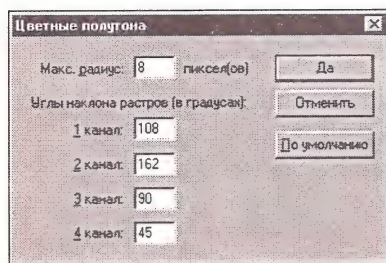 Цветные полутона
Макс. радиус: 8 пиксел(ов) Да
Углы наклона растров (в градусах): Отменить
1 канал: 108 По умолчанию
2 канал: 162
3 канал: 90
4 канал: 45